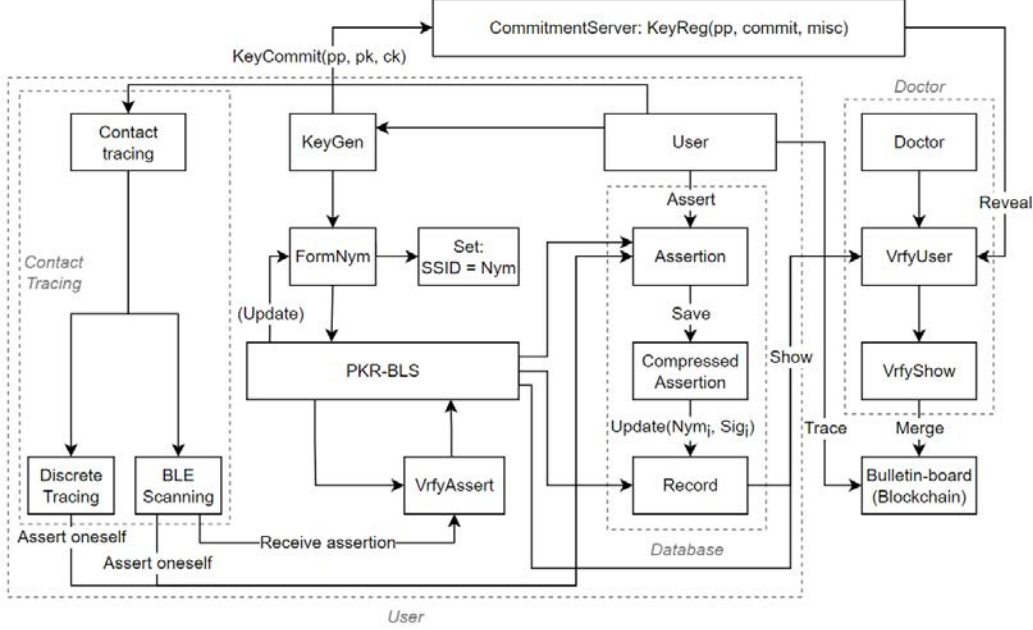 CommitmentServer: KeyReg(pp, commit, misc)
KeyCommit(pp, pk, ck)
Doctor
Contact
tracing
KeyGen
User
Doctor
Reveal
Assert
Contact
Tracing
FormNym
Set:
SSID = Nym
Assertion
VrfyUser
(Update)
Save
PKR-BLS
Compressed
Assertion
Show
VrfyShow
Update(Nymᵢ, Sigᵢ)
Trace
Merge
Discrete
Tracing
BLE
Scanning
VrfyAssert
Record
Bulletin-board
(Blockchain)
Assert oneself
Receive assertion
Assert oneself
Database
User